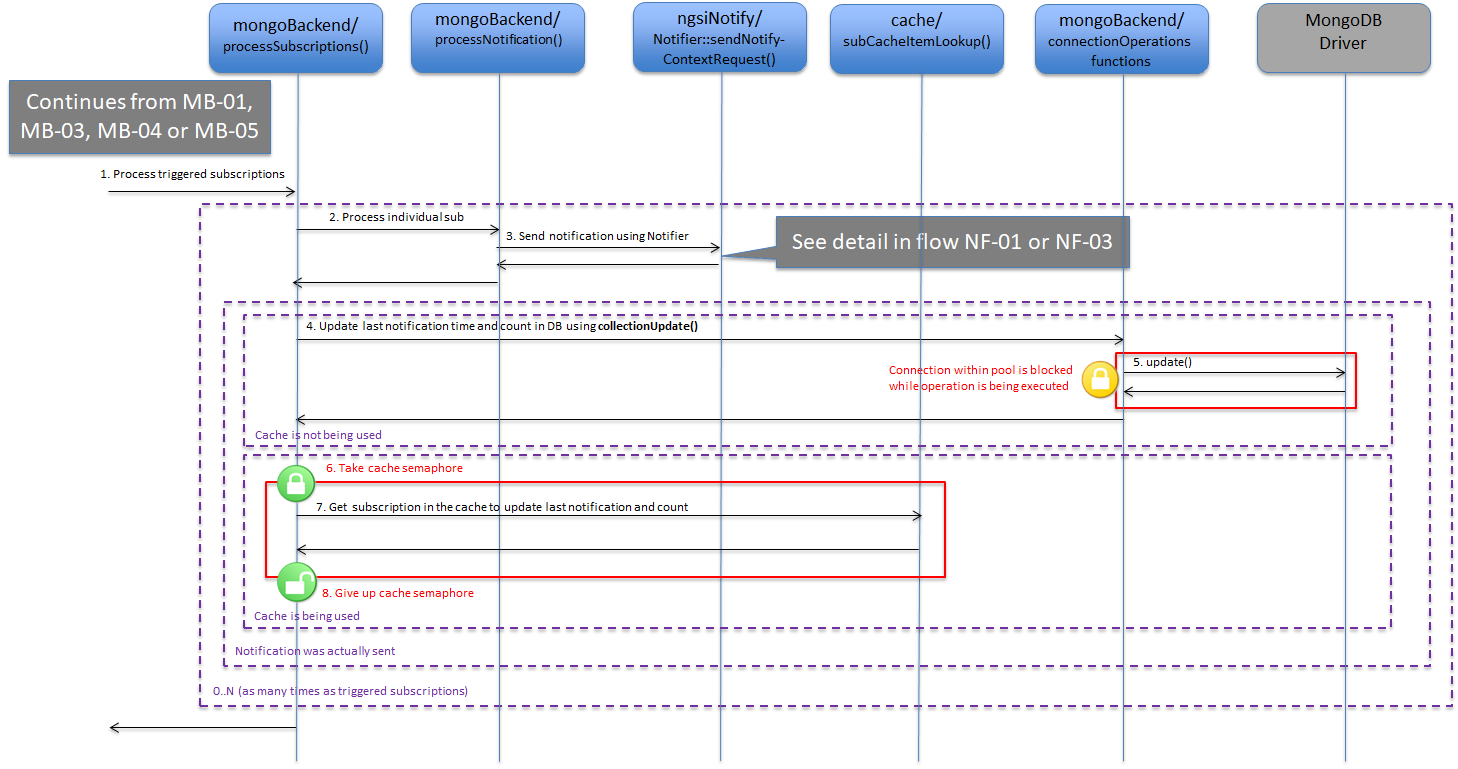 mongoBackend/
processSubscriptions()
mongoBackend/
processNotification()
ngsiNotify/
Notifier::sendNotify-
ContextRequest()
cache/
subCacheItemLookup()
mongoBackend/
connectionOperations
functions
MongoDB
Driver
Continues from MB-01,
MB-03, MB-04 or MB-05
1. Process triggered subscriptions
2. Process individual sub
3. Send notification using Notifier
See detail in flow NF-01 or NF-03
4. Update last notification time and count in DB using collectionUpdate()
5. update()
Connection within pool is blocked
while operation is being executed
Cache is not being used
6. Take cache semaphore
7. Get subscription in the cache to update last notification and count
8. Give up cache semaphore
Cache is being used
Notification was actually sent
0..N (as many times as triggered subscriptions)